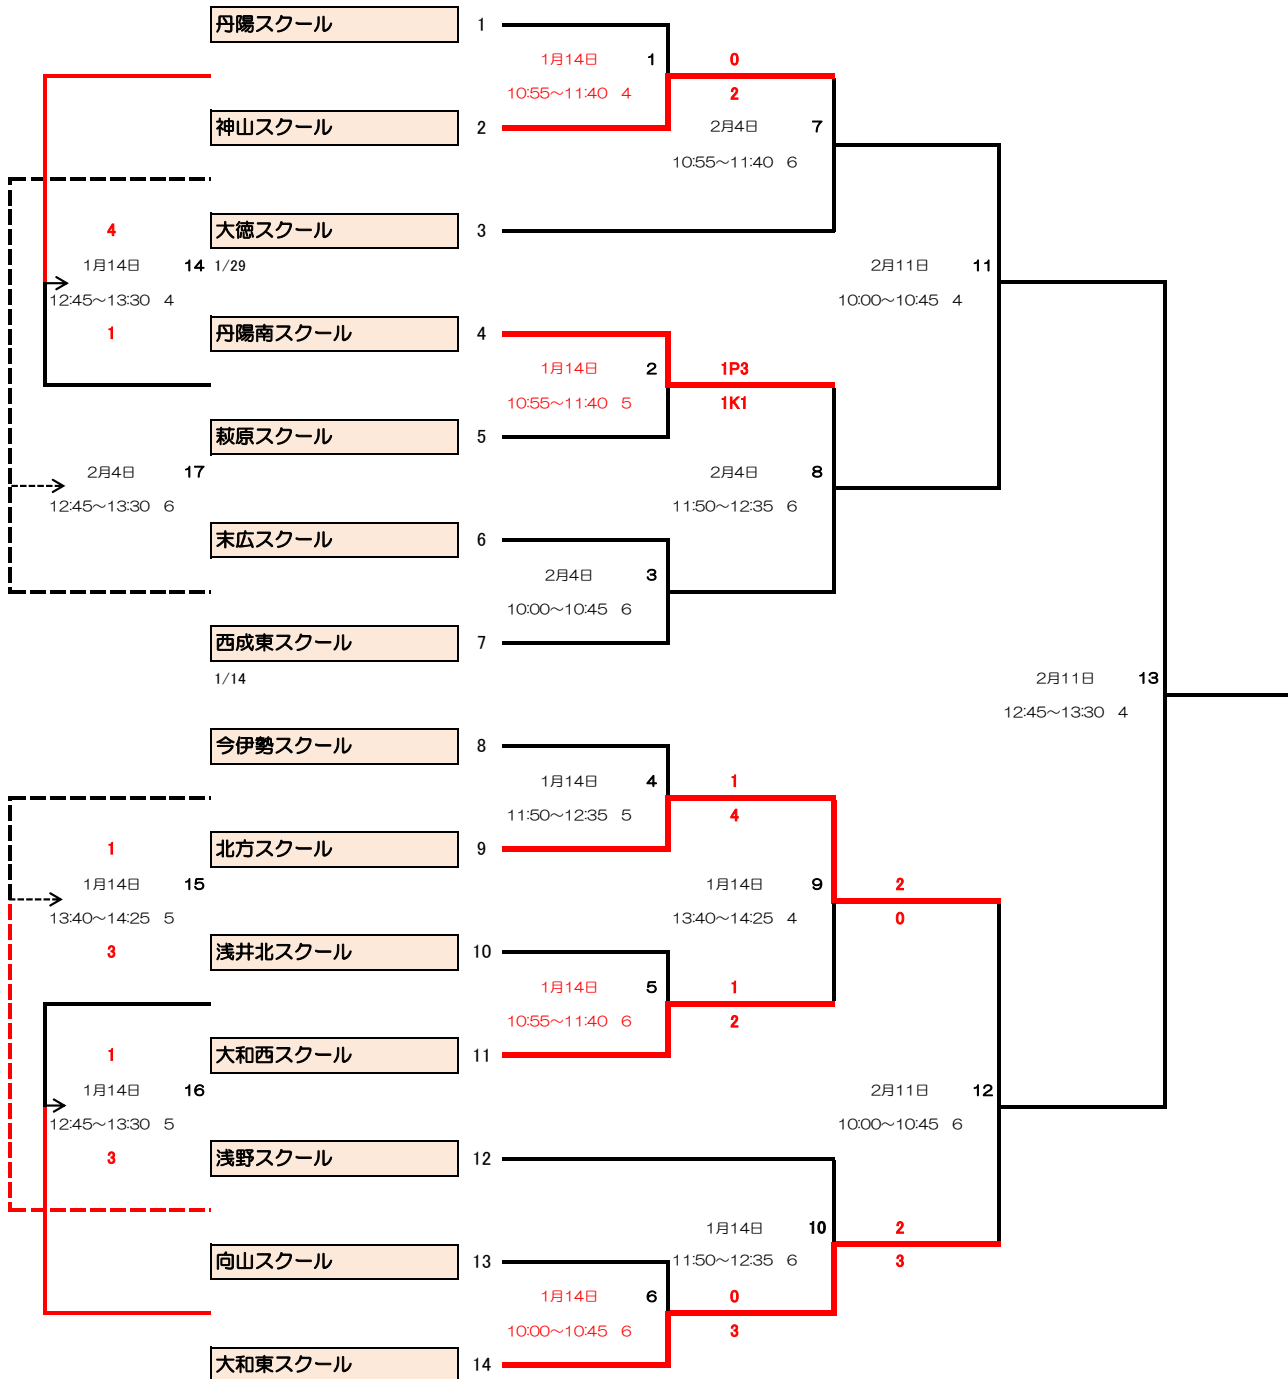 丹陽スクール 1
1月14日 1 0
10:55～11:40 4 2
神山スクール 2 2月4日 7
10:55～11:40 6
4 大徳スクール 3
1月14日 14 1/29 2月11日 11
12:45～13:30 4 10:00～10:45 4
1 丹陽南スクール 4
1月14日 2 1P3
10:55～11:40 5 1K1
萩原スクール 5
2月4日 17 2月4日 8
12:45～13:30 6 11:50～12:35 6
末広スクール 6
2月4日 3
10:00～10:45 6
西成東スクール 7
1/14 2月11日 13
12:45～13:30 4
今伊勢スクール 8
1月14日 4 1
11:50～12:35 5 4
1 北方スクール 9
1月14日 15 1月14日 9 2
13:40～14:25 5 13:40～14:25 4 0
3 浅井北スクール 10
1月14日 5 1
10:55～11:40 6 2
1 大和西スクール 11
1月14日 16 2月11日 12
12:45～13:30 5 10:00～10:45 6
3 浅野スクール 12
1月14日 10 2
向山スクール 13 11:50～12:35 6 3
1月14日 6 0
10:00～10:45 6 3
大和東スクール 14